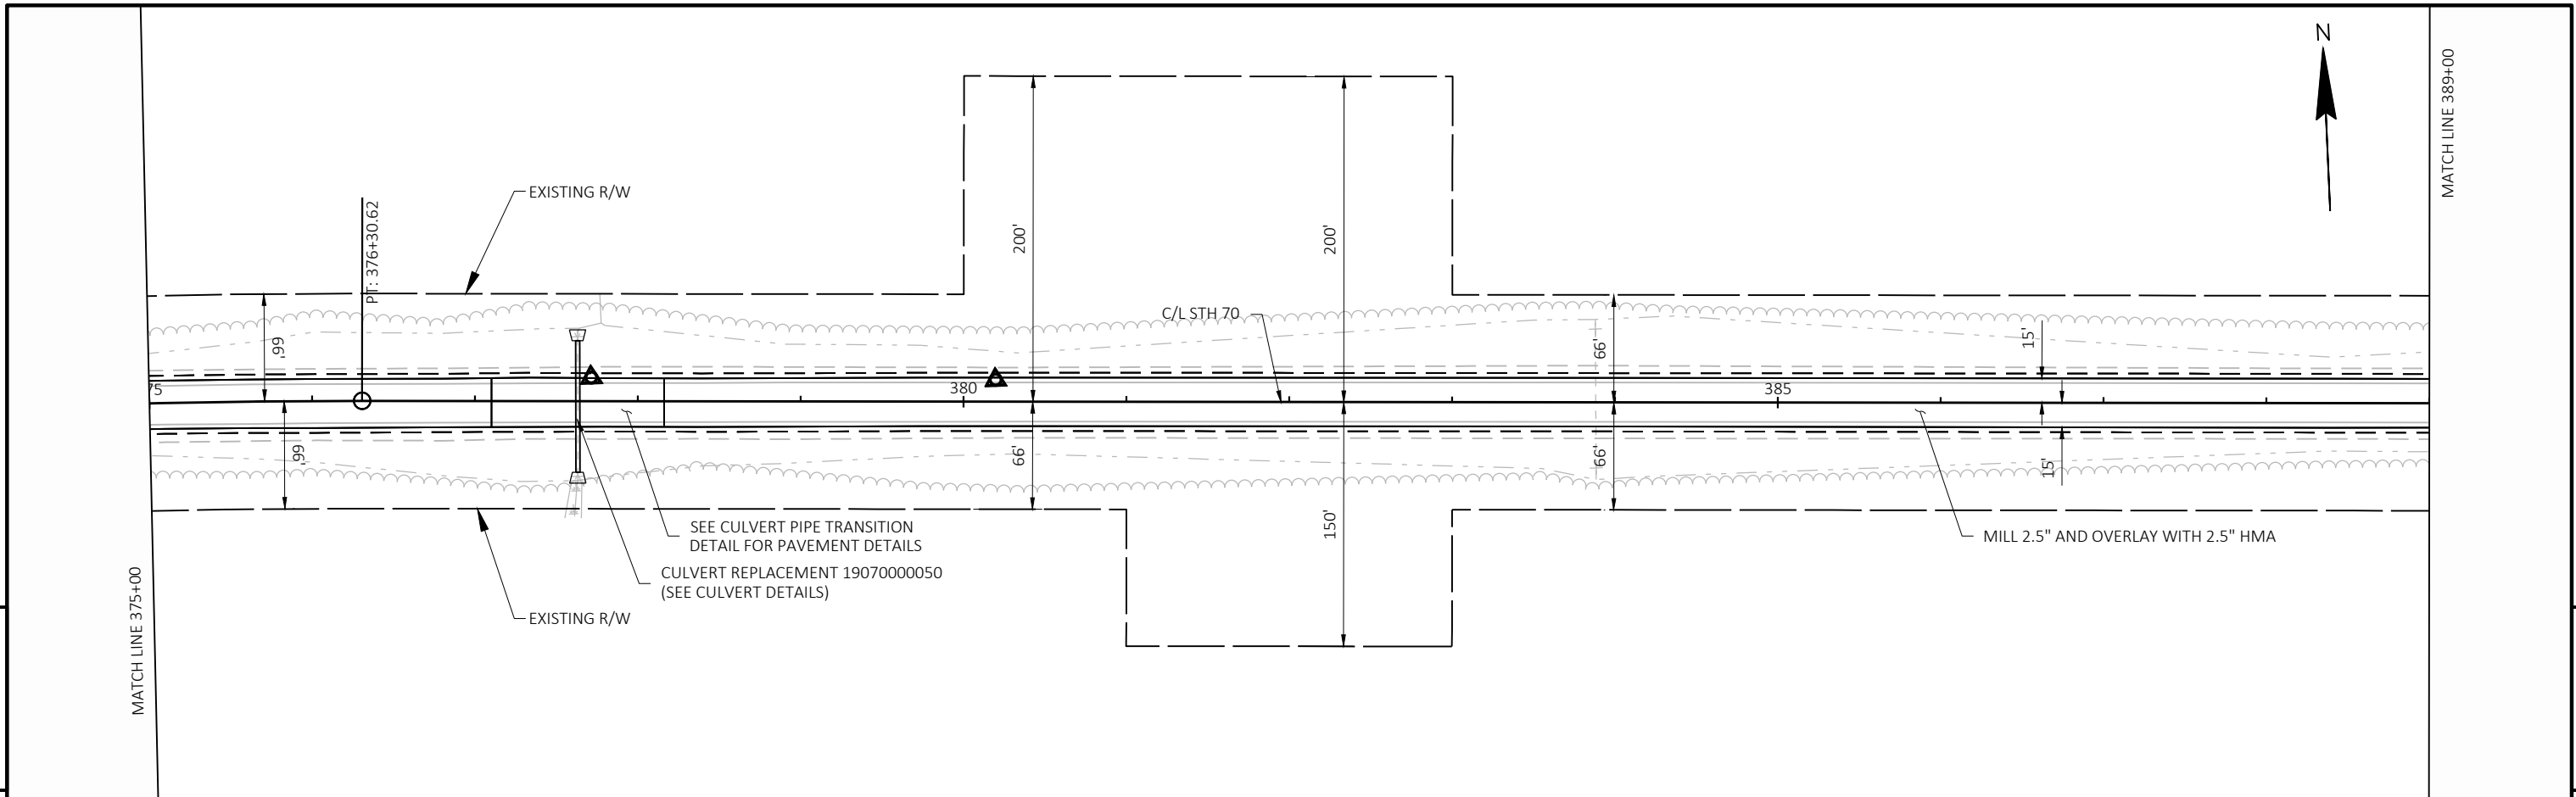 N
MATCH LINE 389+00
EXISTING R/W
PT: 376+30.62
200'
200'
C/L STH 70
66'
66'
15'
75
380
385
66'
66'
66'
15'
150'
SEE CULVERT PIPE TRANSITION
DETAIL FOR PAVEMENT DETAILS
MILL 2.5" AND OVERLAY WITH 2.5" HMA
CULVERT REPLACEMENT 19070000050
(SEE CULVERT DETAILS)
EXISTING R/W
MATCH LINE 375+00